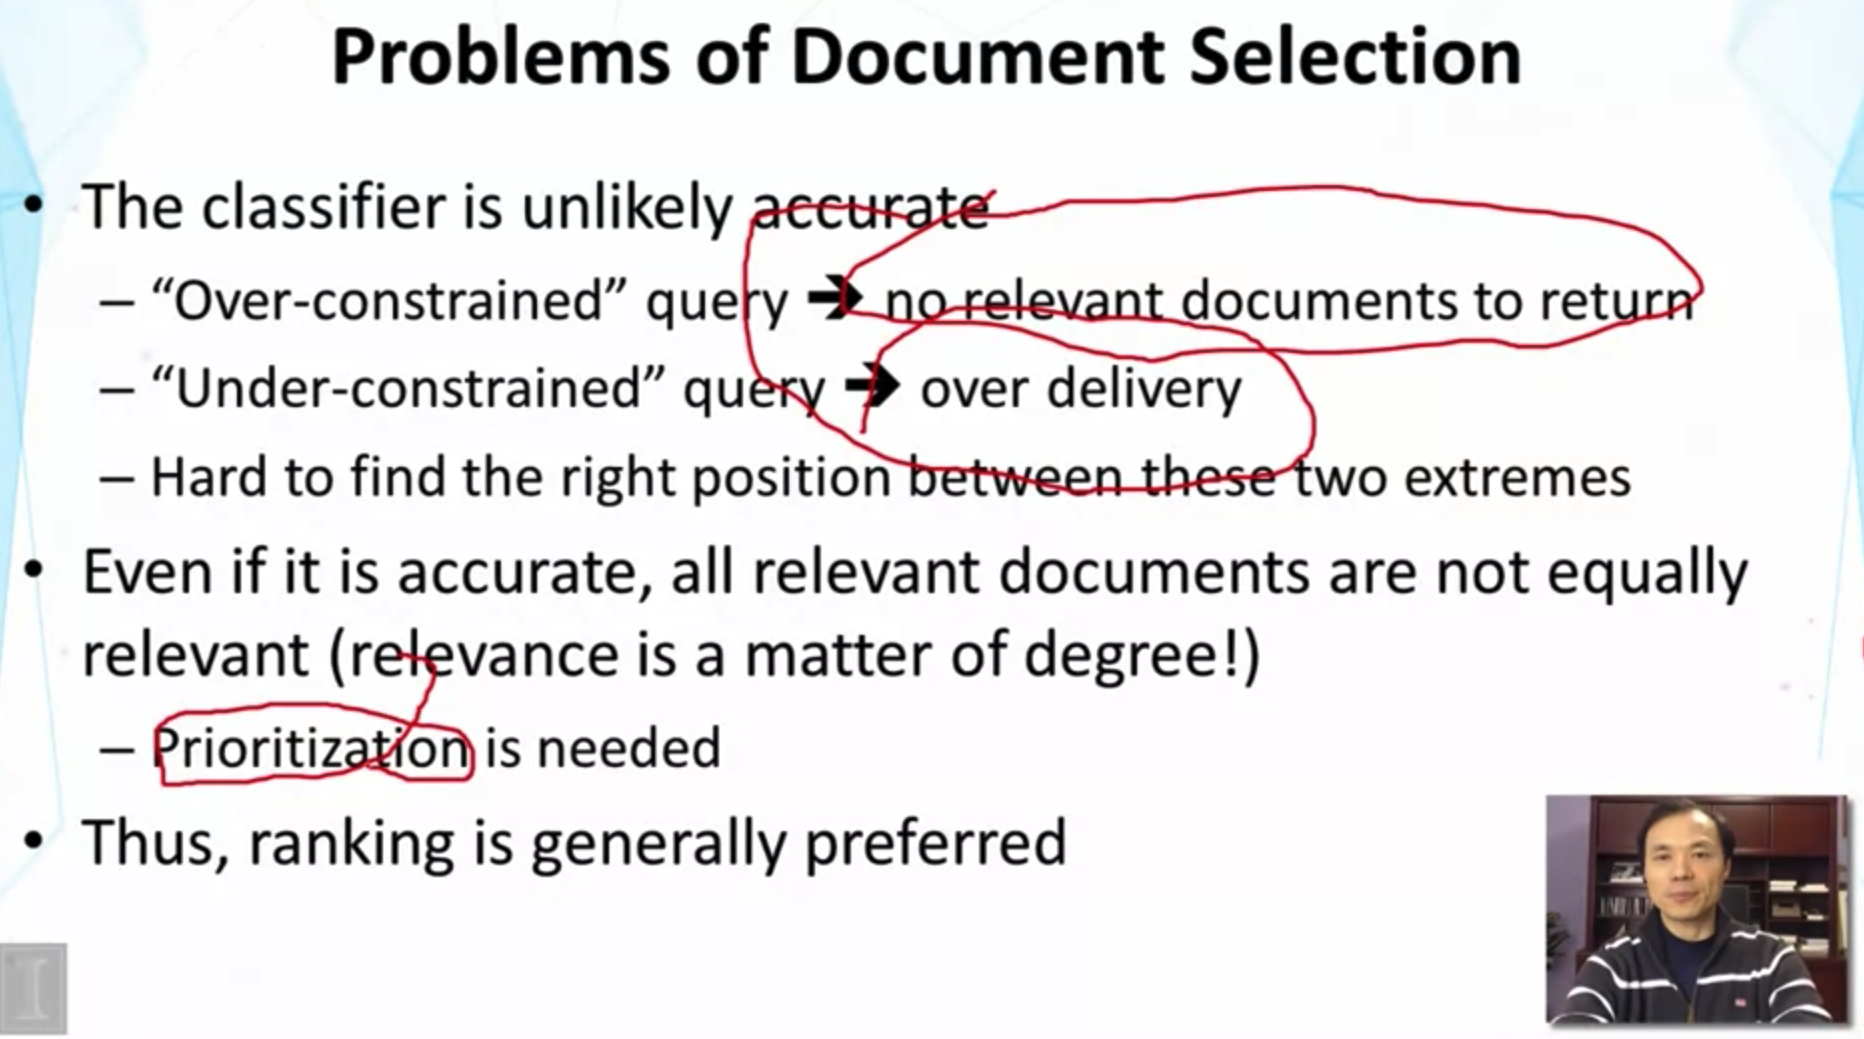 Problems of Document Selection
• The classifier is unlikely accurate
– “Over-constrained” query ➔ no relevant documents to return
– “Under-constrained” query ➔ over delivery
– Hard to find the right position between these two extremes
• Even if it is accurate, all relevant documents are not equally
relevant (relevance is a matter of degree!)
– Prioritization is needed
• Thus, ranking is generally preferred
I